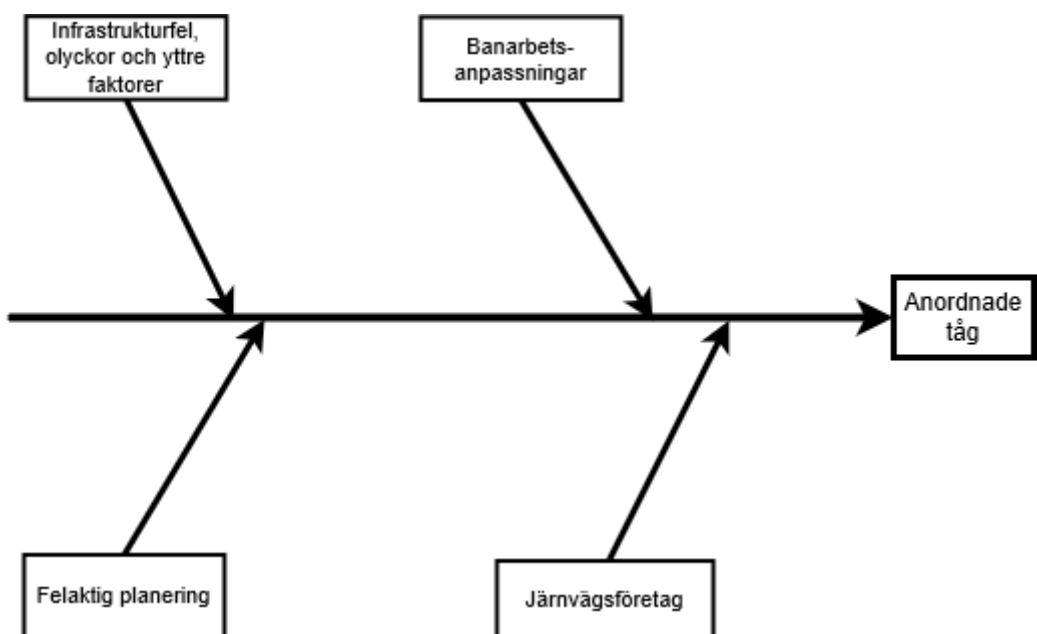 Infrastrukturfel,
olyckor och yttre
faktorer
Banarbets-
anpassningar
Anordnade
tåg
Felaktig planering
Järnvägsföretag